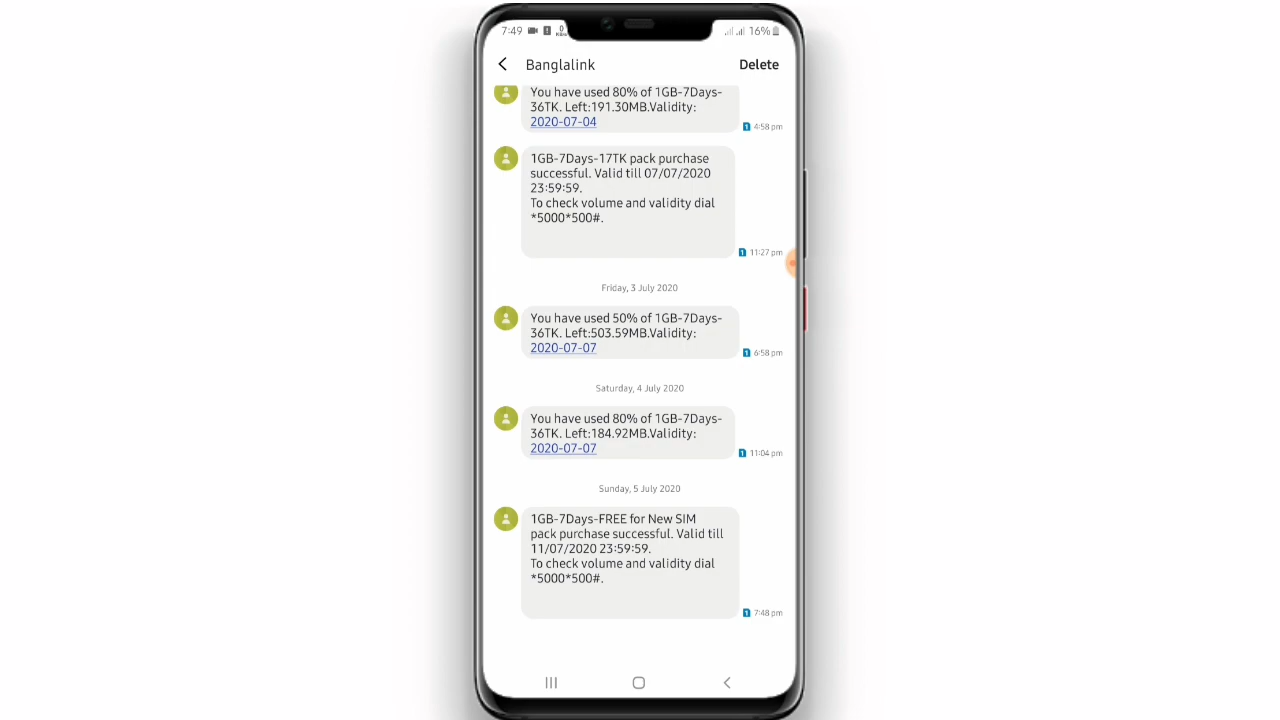 7:49
16%
Banglalink
Delete
You have used 80% of 1GB-7Days-
36TK. Left:191.30MB.Validity:
2020-07-04
1 4:58 pm
1GB-7Days-17TK pack purchase
successful. Valid till 07/07/2020
23:59:59.
To check volume and validity dial
*5000*500#.
1 11:27 pm
Friday, 3 July 2020
You have used 50% of 1GB-7Days-
36TK. Left:503.59MB.Validity:
2020-07-07
1 6:58 pm
Saturday, 4 July 2020
You have used 80% of 1GB-7Days-
36TK. Left:184.92MB.Validity:
2020-07-07
1 11:04 pm
Sunday, 5 July 2020
1GB-7Days-FREE for New SIM
pack purchase successful. Valid till
11/07/2020 23:59:59.
To check volume and validity dial
*5000*500#.
1 7:48 pm